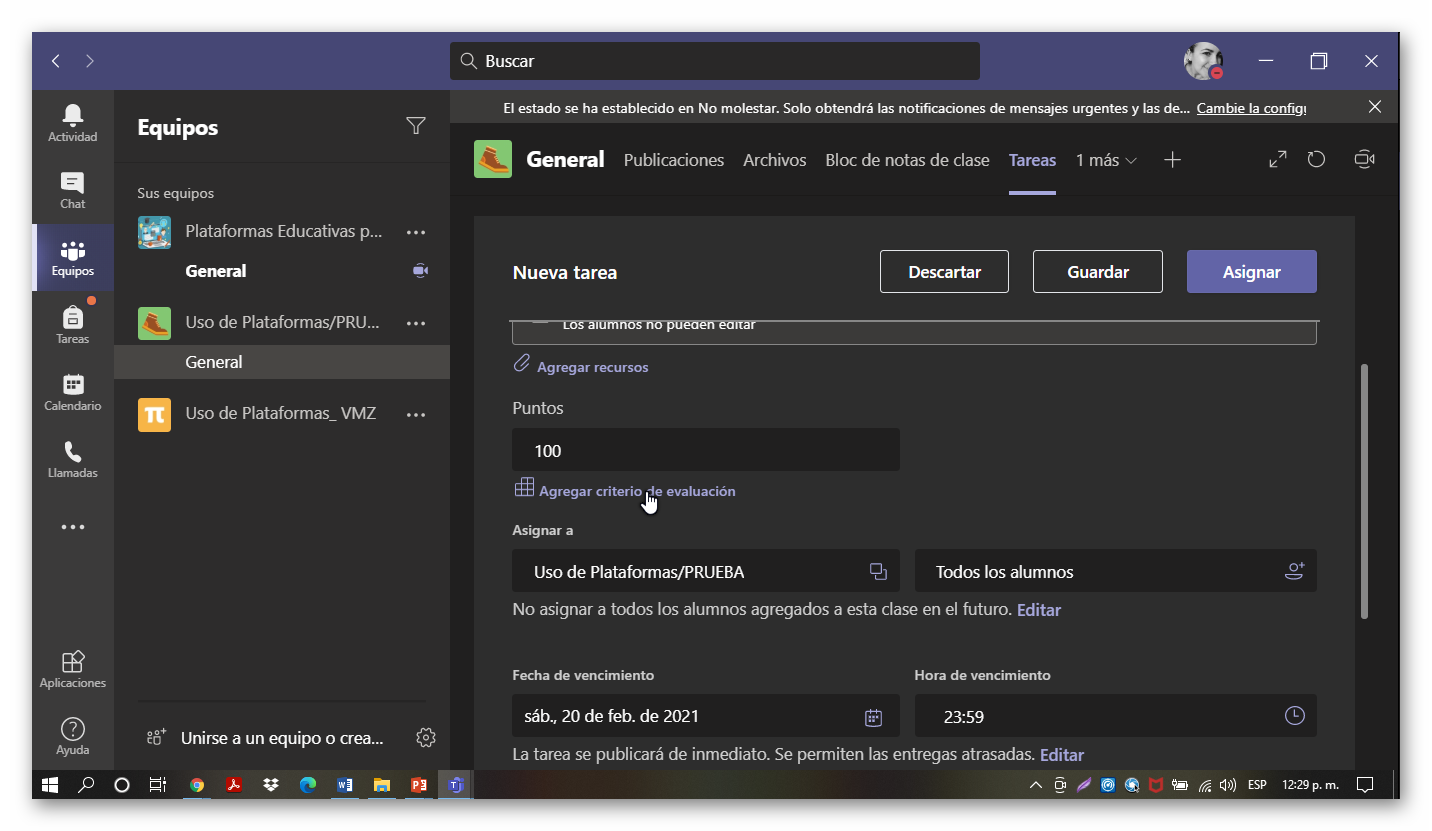 Buscar
El estado se ha establecido en No molestar. Solo obtendrá las notificaciones de mensajes urgentes y las de... Cambie la config
Actividad
Chat
Equipos
Tareas
Calendario
Llamadas
Aplicaciones
Ayuda
Equipos
Sus equipos
Plataformas Educativas p...
General
Uso de Plataformas/PRU...
General
Uso de Plataformas_ VMZ
Unirse a un equipo o crea...
General Publicaciones Archivos Bloc de notas de clase Tareas 1 más
Nueva tarea Descartar Guardar Asignar
Los alumnos no pueden editar
Agregar recursos
Puntos
100
Agregar criterio de evaluación
Asignar a
Uso de Plataformas/PRUEBA Todos los alumnos
No asignar a todos los alumnos agregados a esta clase en el futuro. Editar
Fecha de vencimiento Hora de vencimiento
sáb., 20 de feb. de 2021 23:59
La tarea se publicará de inmediato. Se permiten las entregas atrasadas. Editar
ESP 12:29 p. m.